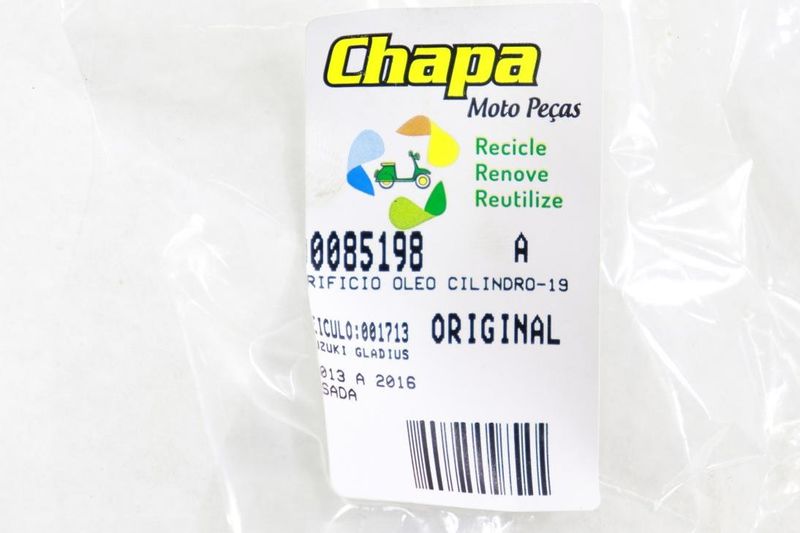 Chapa
Moto Peças
Recicle
Renove
Reutilize
0085198 A
RIFICIO OLEO CILINDRO-19
ICULO:001713 ORIGINAL
ZUKI GLADIUS
013 A 2016
SADA